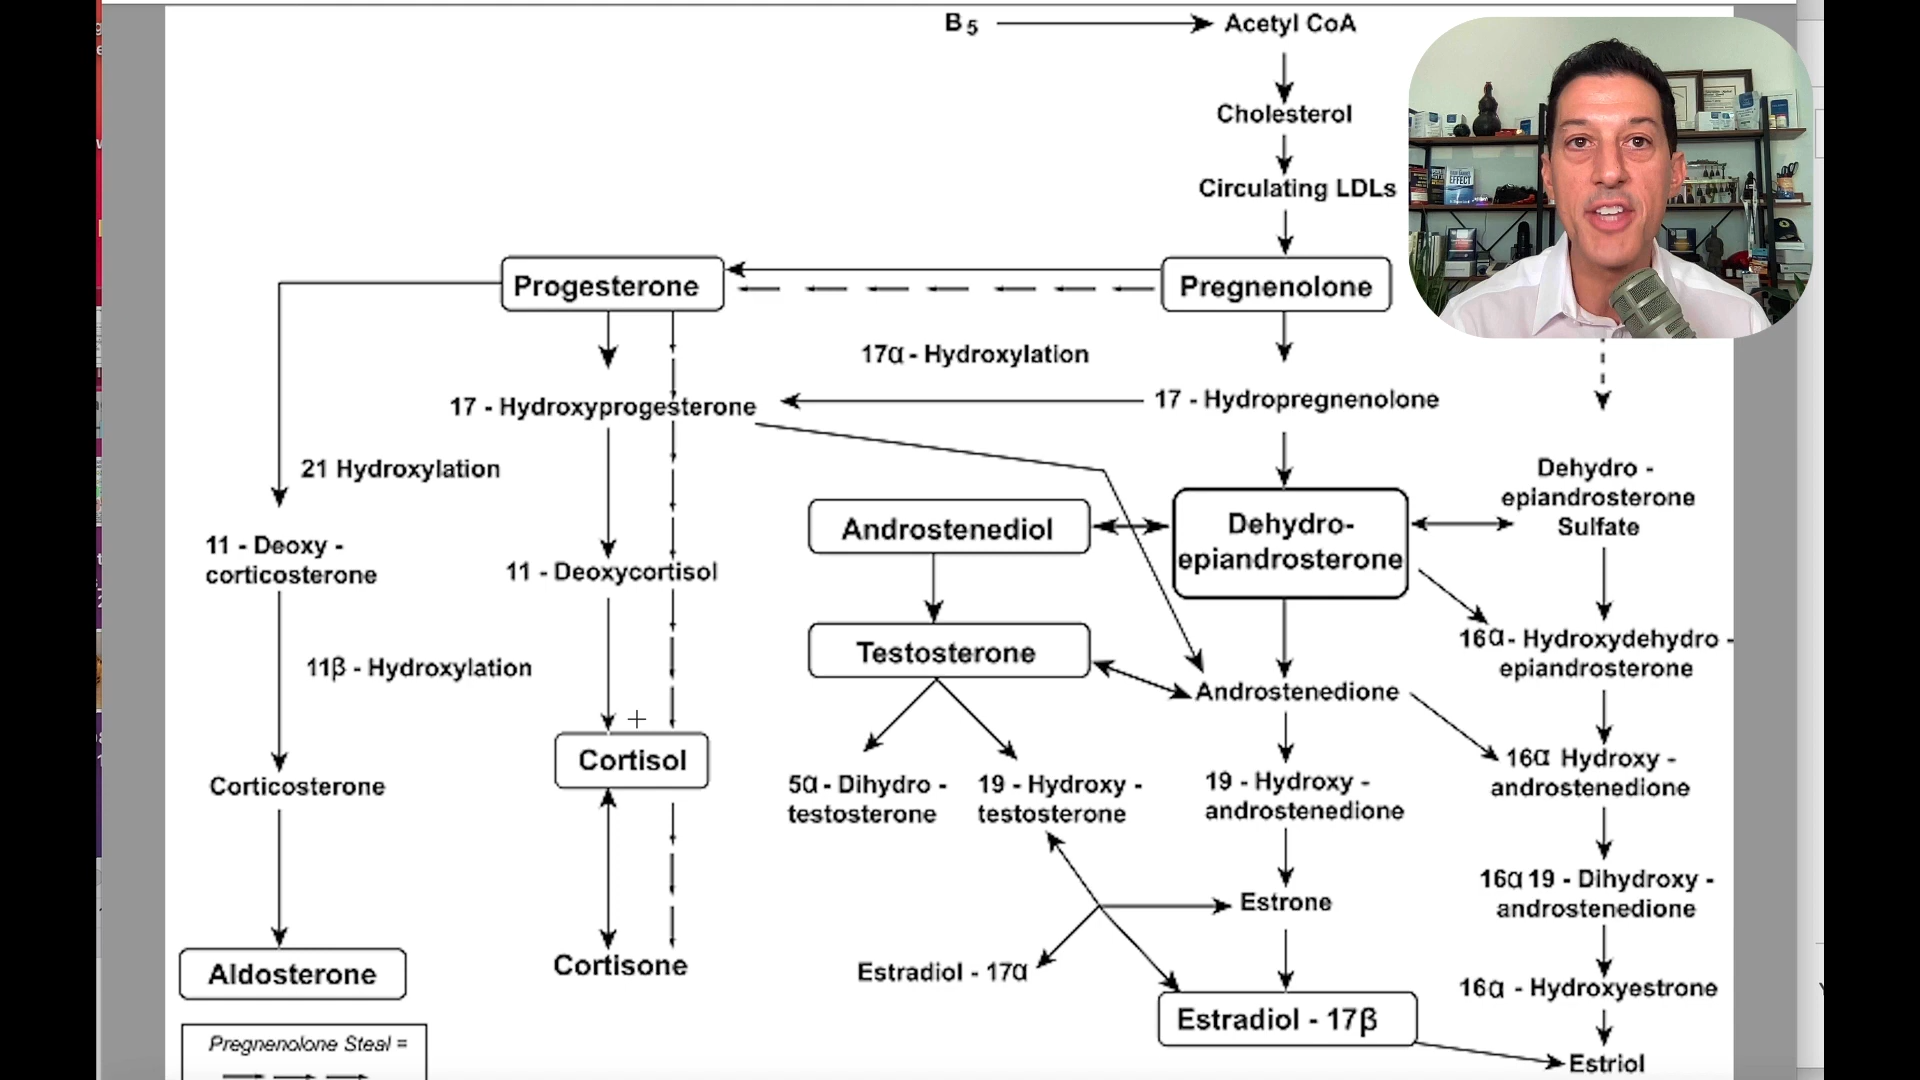 B5
Acetyl CoA
Cholesterol
Circulating LDLs
EFFECT
Progesterone
Pregnenolone
17α - Hydroxylation
17 - Hydroxyprogesterone
17 - Hydropregnenolone
21 Hydroxylation
Dehydro -
epiandrosterone
Sulfate
Androstenediol
Dehydro-
epiandrosterone
11 - Deoxy -
corticosterone
11 - Deoxycortisol
16α- Hydroxydehydro -
epiandrosterone
Testosterone
11β - Hydroxylation
Androstenedione
Cortisol
16α Hydroxy -
androstenedione
Corticosterone
5α - Dihydro -
testosterone
19 - Hydroxy -
testosterone
19 - Hydroxy -
androstenedione
16α 19 - Dihydroxy -
androstenedione
Estrone
Cortisone
Estradiol - 17α
Aldosterone
16α - Hydroxyestrone
Estradiol - 17β
Pregnenolone Steal =
Estriol